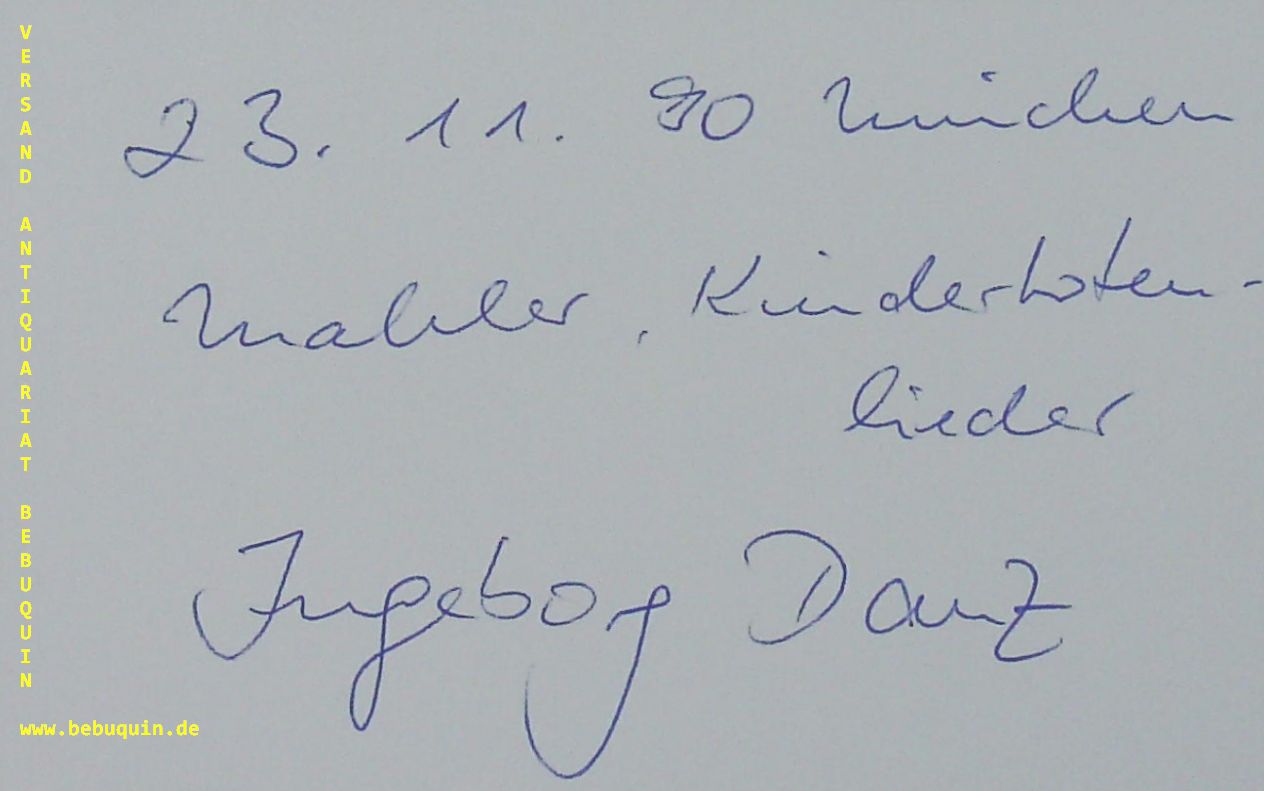 VERSAND ANTIQUARIAT BEBUQUIN
23. 11. 90 München
Mahler, Kindertoten-
lieder
Ingeborg Danz
www.bebuquin.de